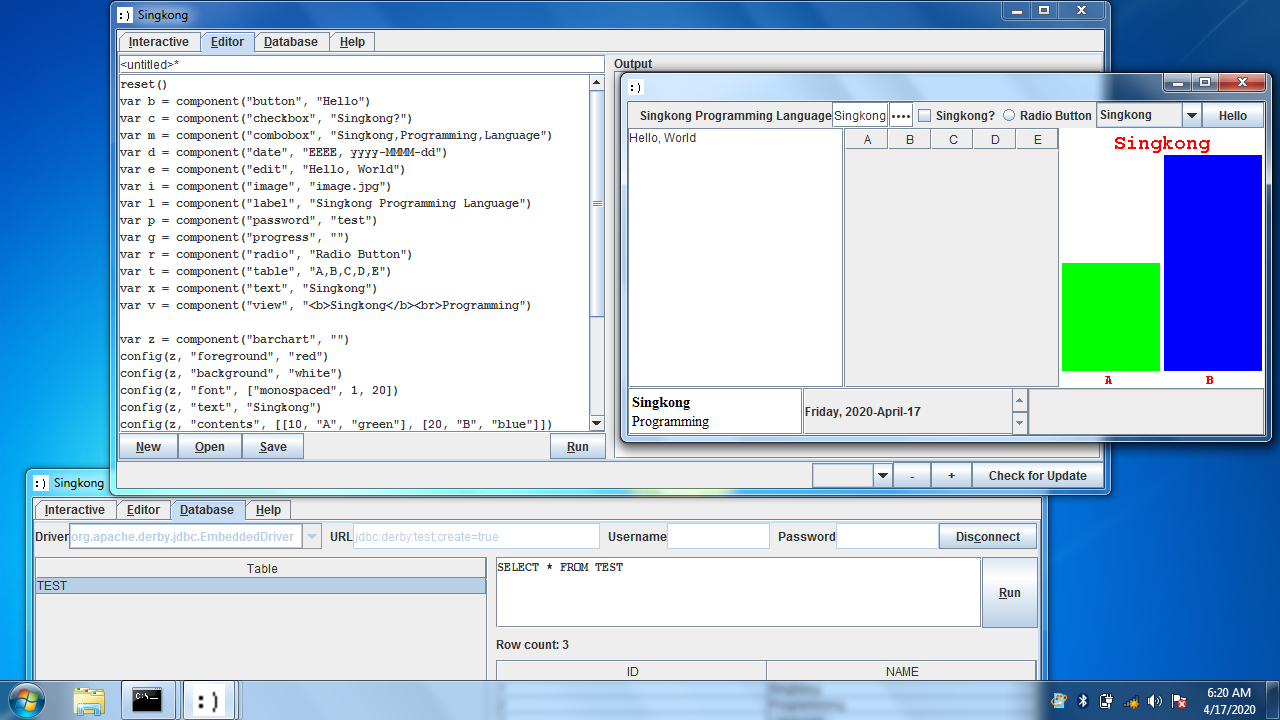 :) Singkong
Interactive Editor Database Help
<untitled>*
reset()
var b = component("button", "Hello")
var c = component("checkbox", "Singkong?")
var m = component("combobox", "Singkong,Programming,Language")
var d = component("date", "EEEE, yyyy-MMMM-dd")
var e = component("edit", "Hello, World")
var i = component("image", "image.jpg")
var l = component("label", "Singkong Programming Language")
var p = component("password", "test")
var g = component("progress", "")
var r = component("radio", "Radio Button")
var t = component("table", "A,B,C,D,E")
var x = component("text", "Singkong")
var v = component("view", "<b>Singkong</b><br>Programming")
var z = component("barchart", "")
config(z, "foreground", "red")
config(z, "background", "white")
config(z, "font", ["monospaced", 1, 20])
config(z, "text", "Singkong")
config(z, "contents", [[10, "A", "green"], [20, "B", "blue"]])
New Open Save Run
Output
:)
Singkong Programming Language Singkong •••• Singkong? Radio Button Singkong Hello
Hello, World
A B C D E
Singkong
A B
Singkong
Programming
Friday, 2020-April-17
- + Check for Update
:) Singkong
Interactive Editor Database Help
Driver org.apache.derby.jdbc.EmbeddedDriver URL jdbc:derby:test;create=true Username Password Disconnect
Table
TEST
SELECT * FROM TEST
Run
Row count: 3
ID NAME
C:\.
:)
6:20 AM
4/17/2020